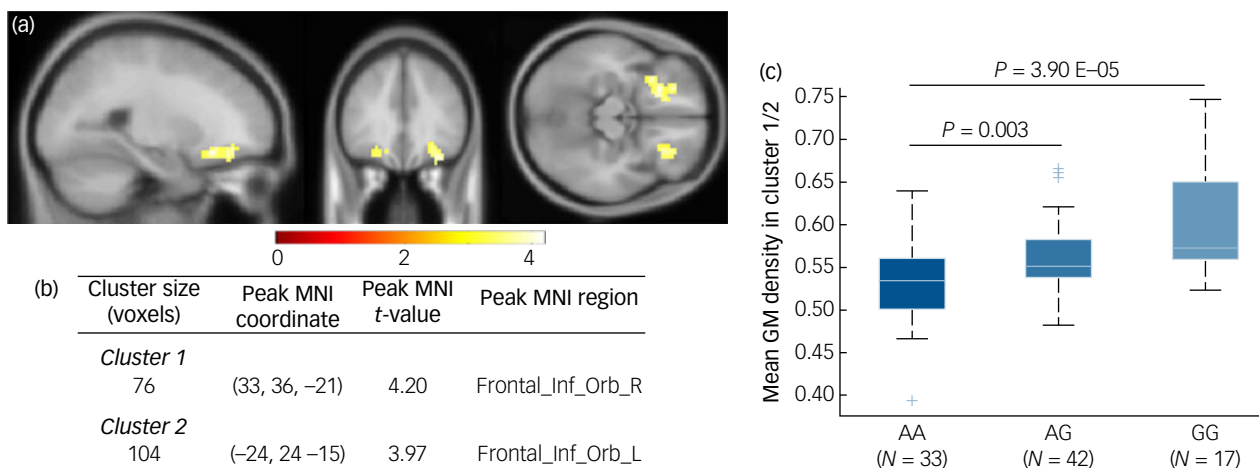 (a)
0 2 4
(b)
Cluster size (voxels) Peak MNI coordinate Peak MNI t-value Peak MNI region
Cluster 1
76 (33, 36, –21) 4.20 Frontal_Inf_Orb_R
Cluster 2
104 (–24, 24 –15) 3.97 Frontal_Inf_Orb_L
(c)
P = 3.90 E–05
P = 0.003
Mean GM density in cluster 1/2
0.75
0.70
0.65
0.60
0.55
0.50
0.45
0.40
AA AG GG
(N = 33) (N = 42) (N = 17)